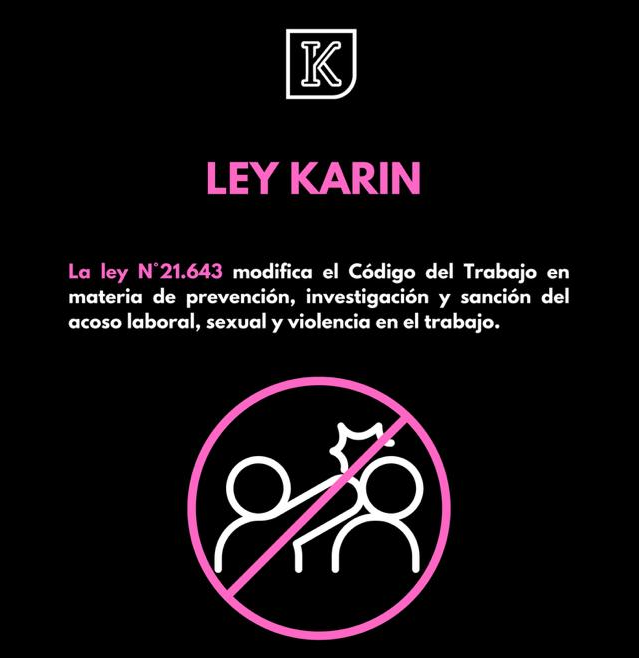 K
LEY KARIN
La ley N°21.643 modifica el Código del Trabajo en
materia de prevención, investigación y sanción del
acoso laboral, sexual y violencia en el trabajo.